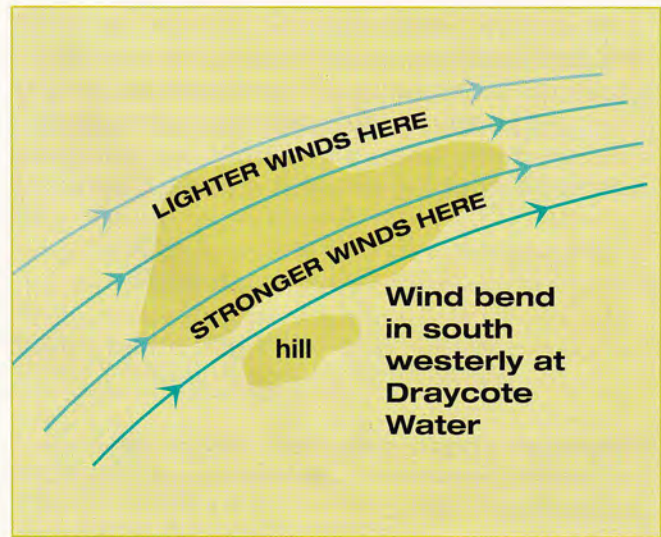 LIGHTER WINDS HERE
STRONGER WINDS HERE
hill
Wind bend
in south
westerly at
Draycote
Water